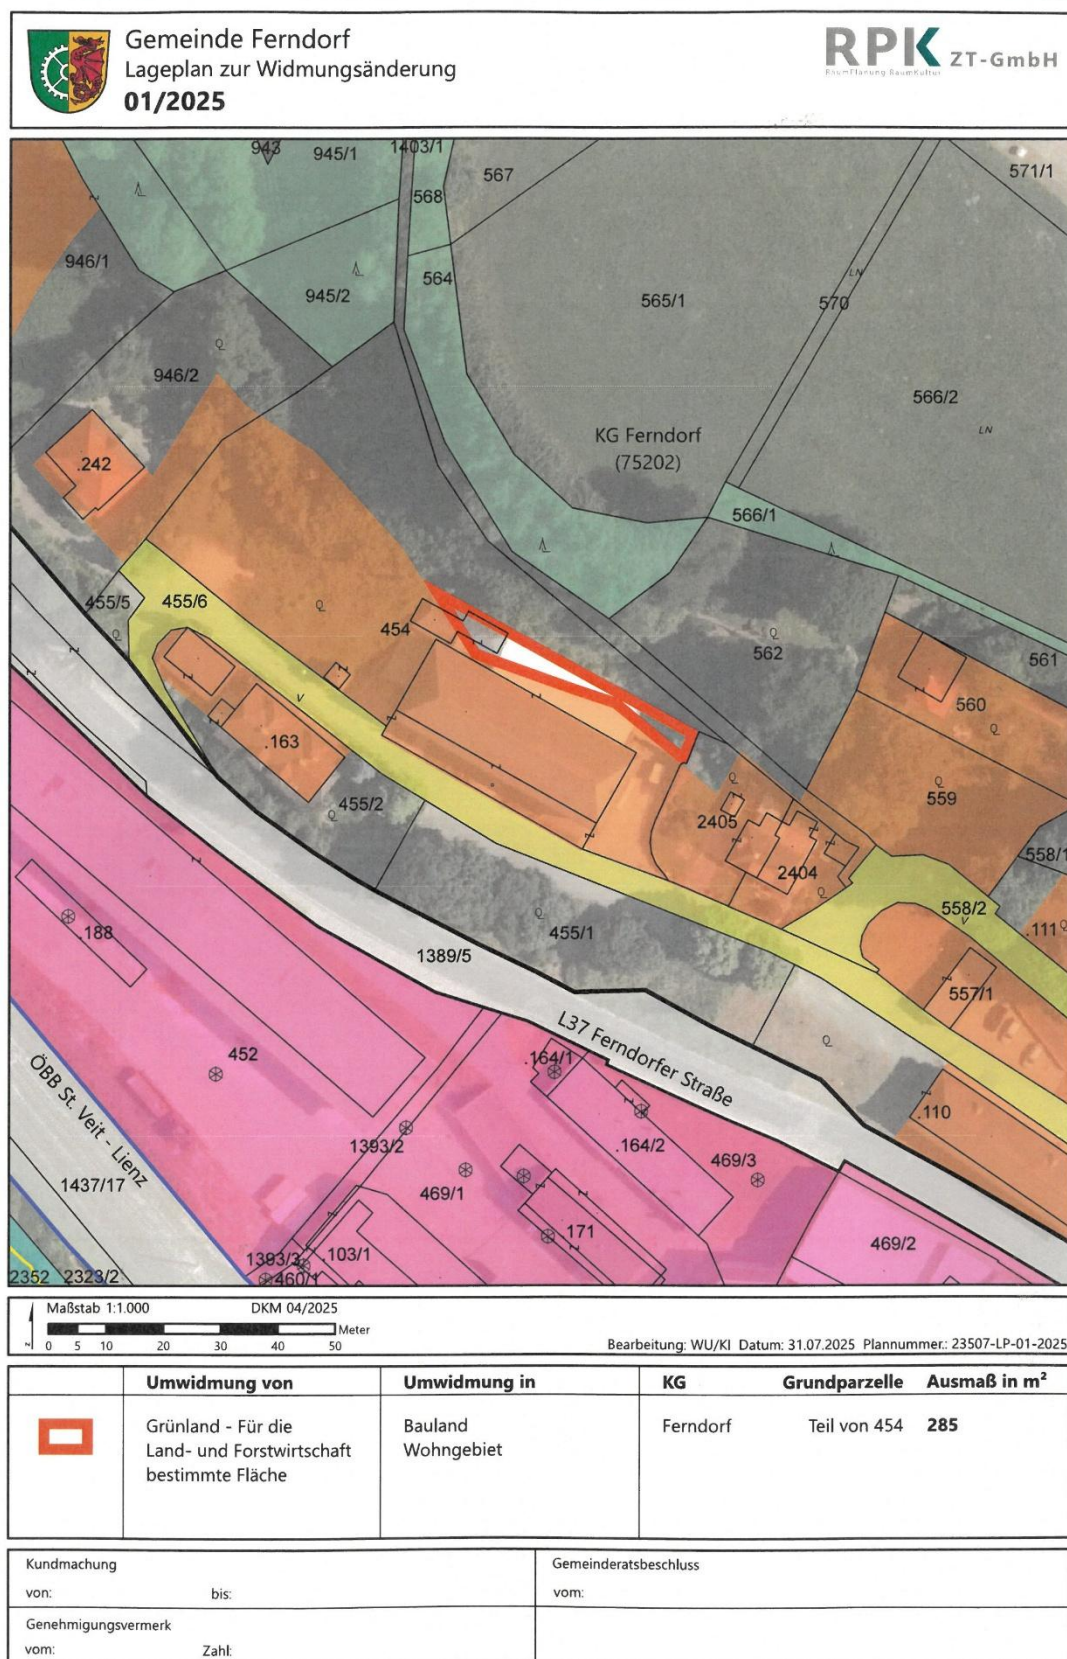 Gemeinde Ferndorf
Lageplan zur Widmungsänderung
01/2025
RPK ZT-GmbH
RaumPlanung RaumKultur
943
945/1
1403/1
567
571/1
568
946/1
564
945/2
565/1
LN
570
946/2
566/2
LN
KG Ferndorf
(75202)
.242
566/1
455/5
455/6
454
562
561
560
.163
559
455/2
2405
558/1
2404
558/2
.111
.188
455/1
1389/5
557/1
L37 Ferndorfer Straße
452
.164/1
ÖBB St. Veit - Lienz
.110
1393/2
.164/2
469/3
1437/17
469/1
171
469/2
1393/3
.103/1
2352
2323/2
460/1
Maßstab 1:1.000 DKM 04/2025
Meter
0 5 10 20 30 40 50
Bearbeitung: WU/KI Datum: 31.07.2025 Plannummer.: 23507-LP-01-2025
Umwidmung von Umwidmung in KG Grundparzelle Ausmaß in m²
Grünland - Für die Bauland Ferndorf Teil von 454 285
Land- und Forstwirtschaft Wohngebiet
bestimmte Fläche
Kundmachung Gemeinderatsbeschluss
von: bis: vom:
Genehmigungsvermerk
vom: Zahl: